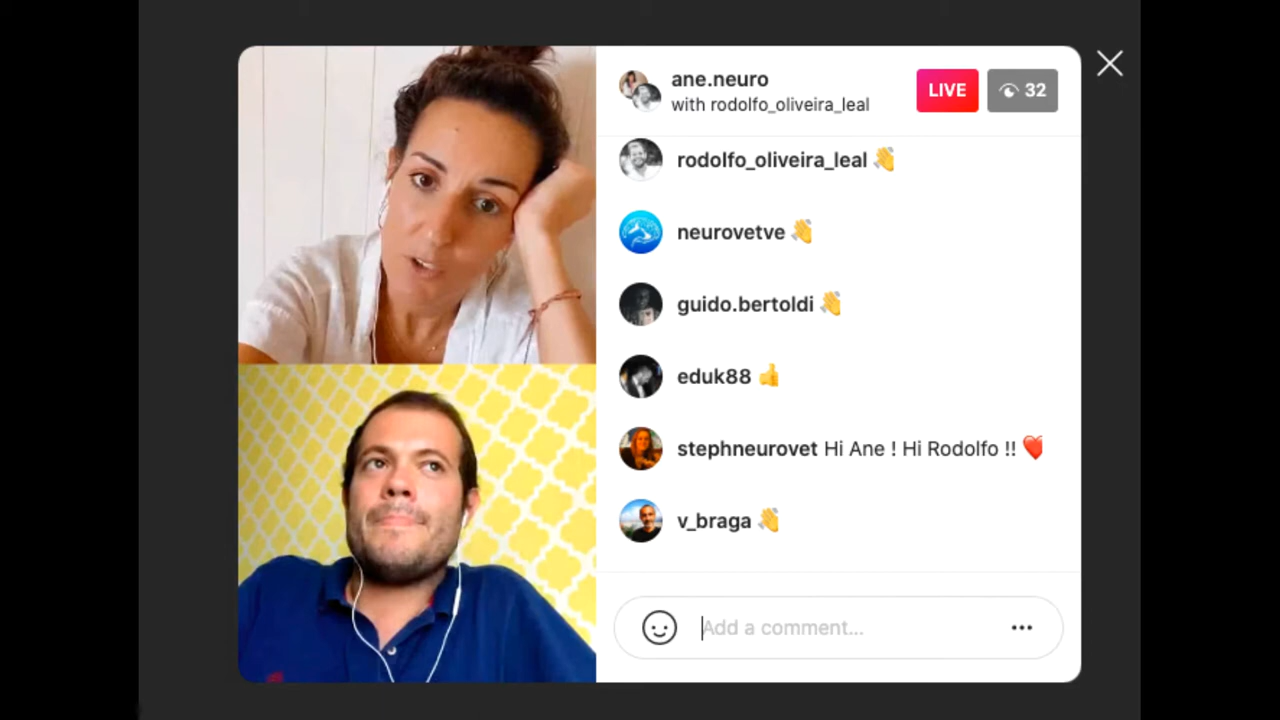 ane.neuro
with rodolfo_oliveira_leal
LIVE
32
rodolfo_oliveira_leal 👋
neurovetve 👋
guido.bertoldi 👋
eduk88 👍
stephneurovet Hi Ane ! Hi Rodolfo !! ❤️
v_braga 👋
Add a comment...